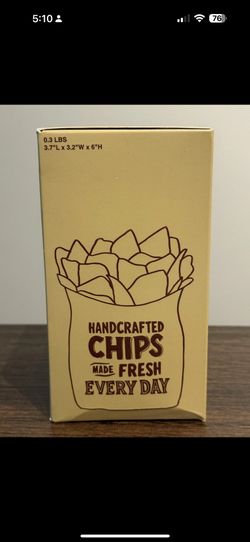 5:10
76
0.3 LBS
3.7"L x 3.2"W x 6"H
HANDCRAFTED
CHIPS
MADE FRESH
EVERY DAY